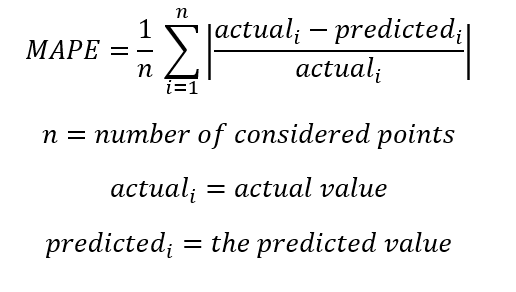 MAPE = 1/n ∑_{i=1}^{n} |(actual_i − predicted_i)/actual_i|
n = number of considered points
actual_i = actual value
predicted_i = the predicted value